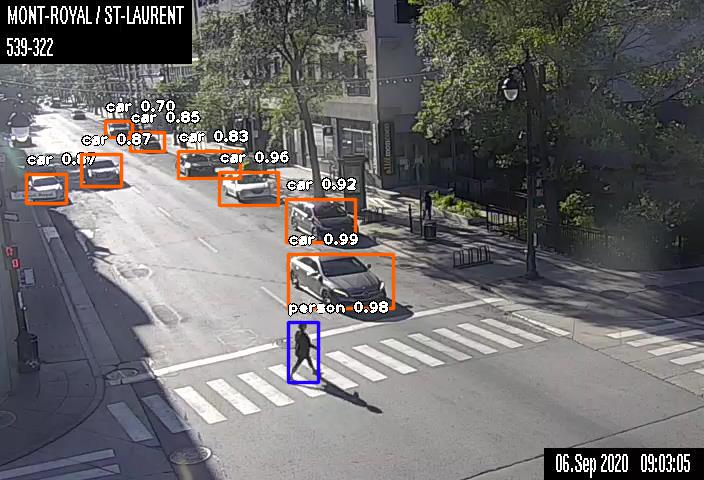 MONT-ROYAL / ST-LAURENT
539-322
car 0.70
car 0.85
car 0.87
car 0.83
car 0.96
car 0.92
car 0.99
person 0.98
06.Sep 2020 09:03:05